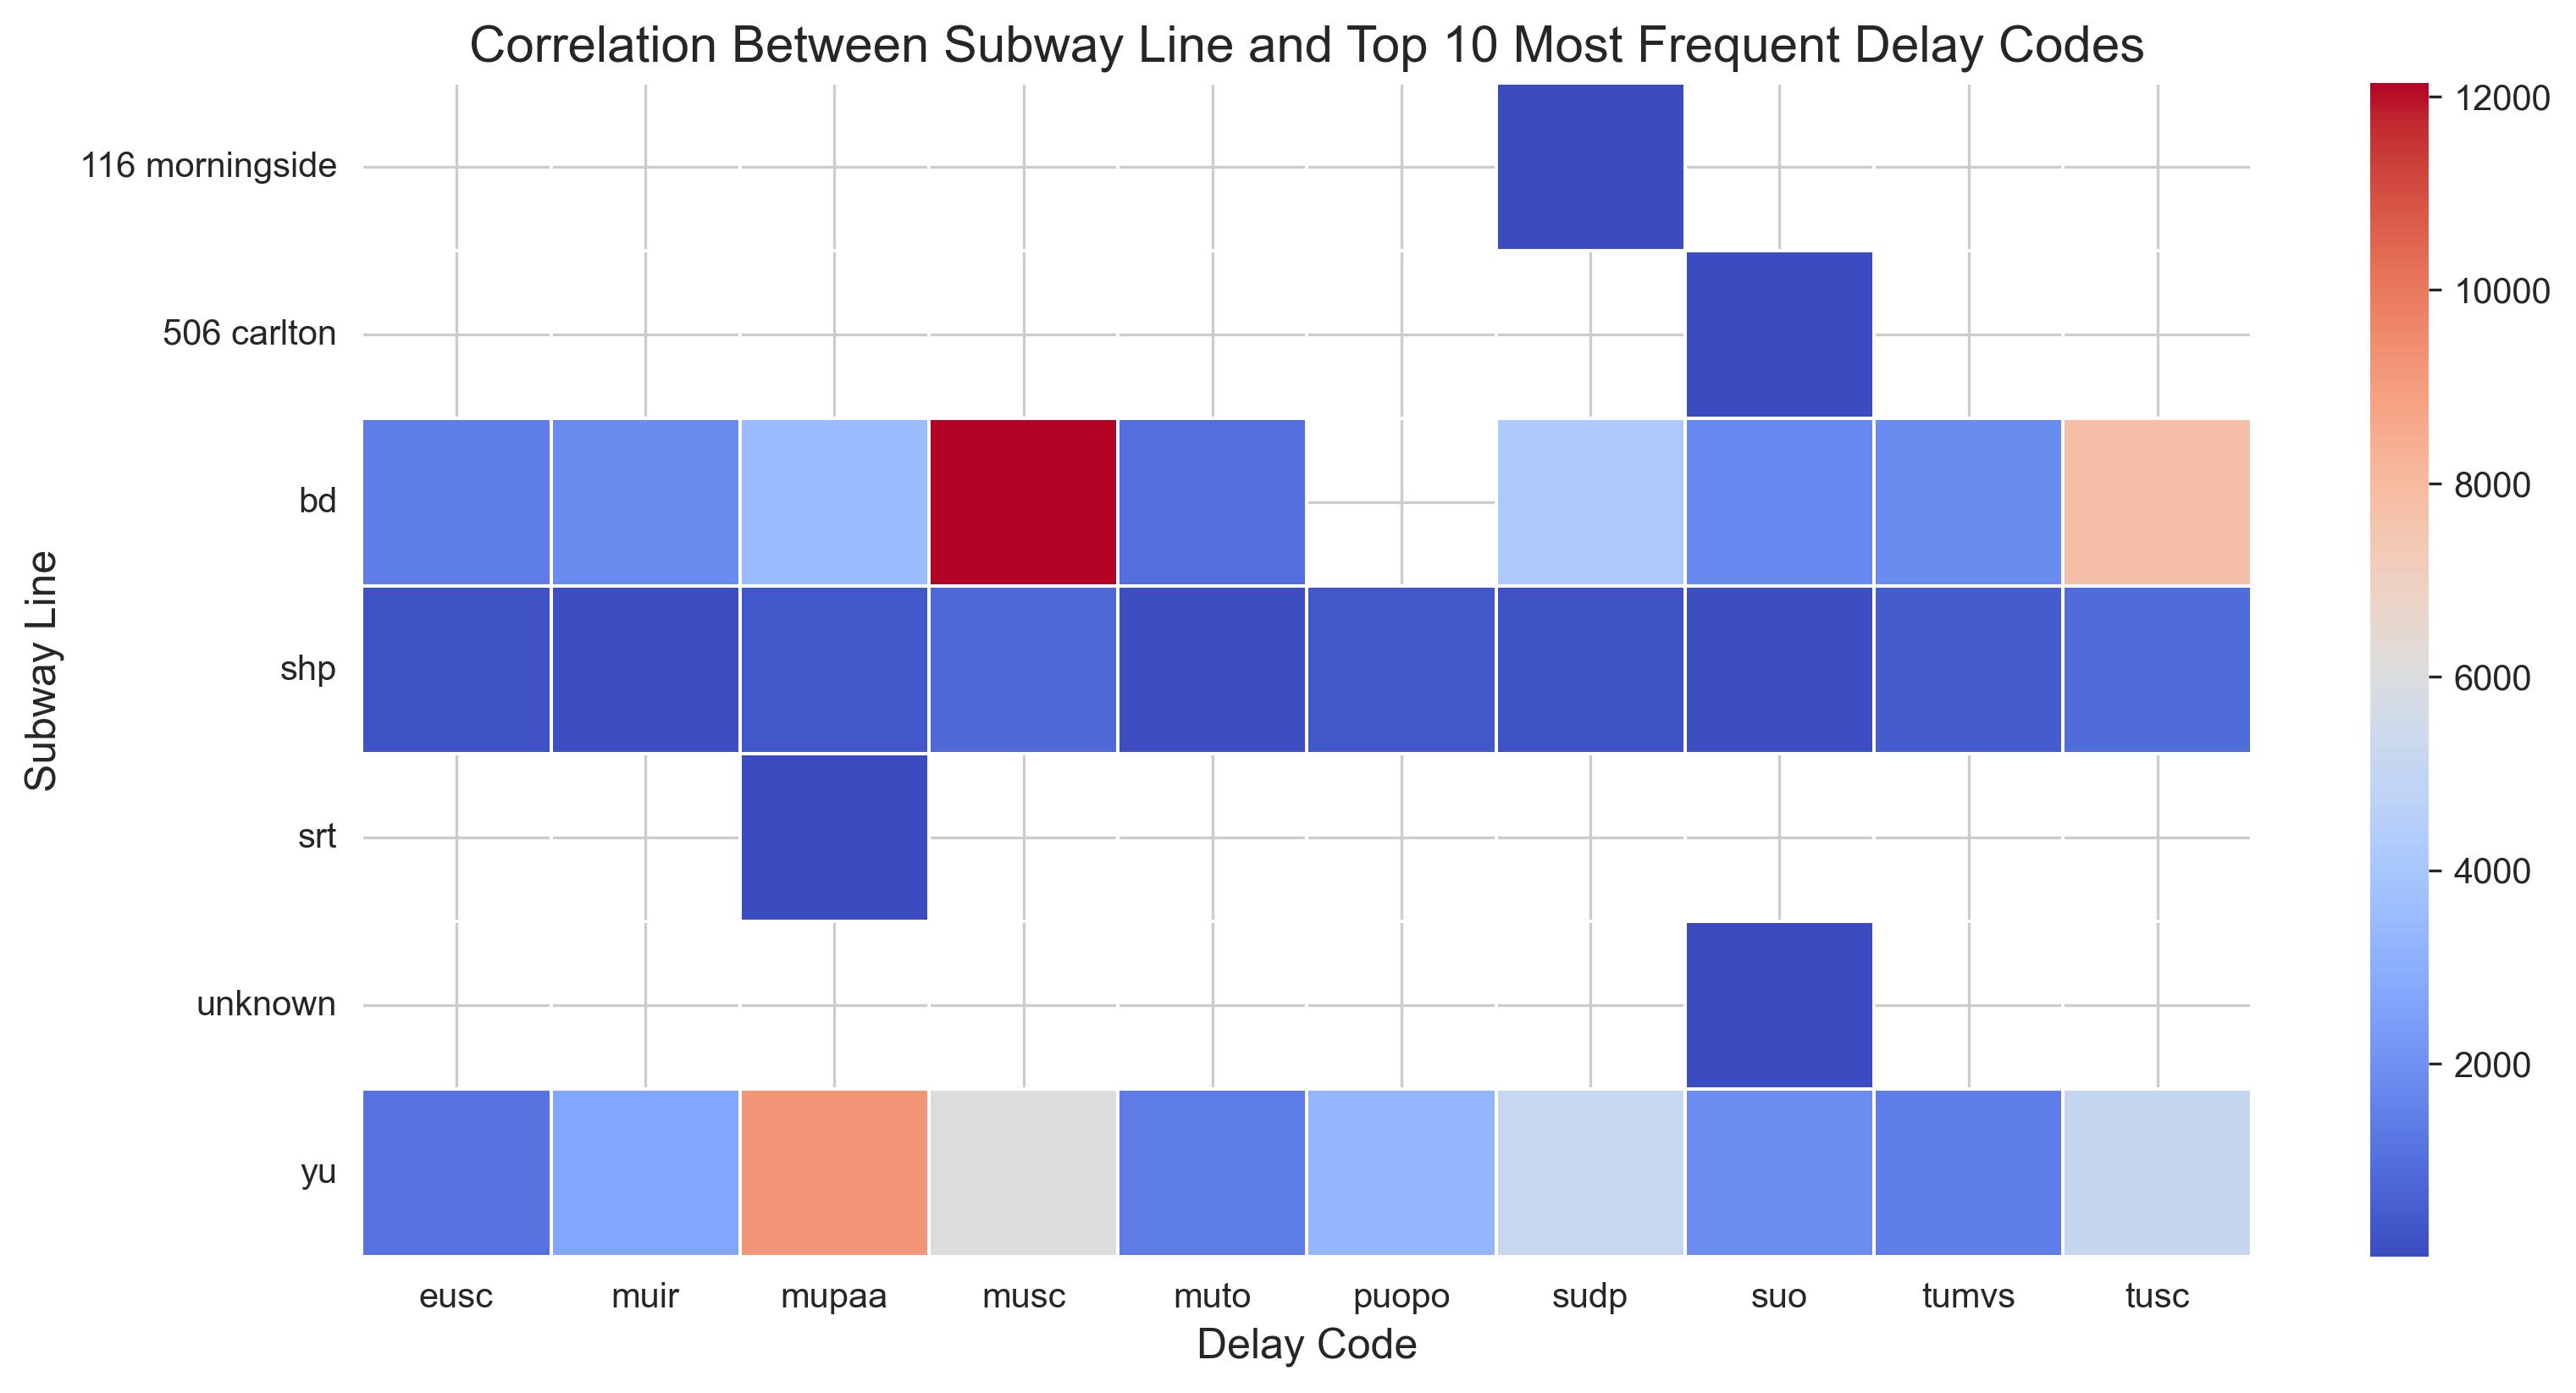 Correlation Between Subway Line and Top 10 Most Frequent Delay Codes
Subway Line
116 morningside
506 carlton
bd
shp
srt
unknown
yu
eusc muir mupaa musc muto puopo sudp suo tumvs tusc
Delay Code
12000
10000
8000
6000
4000
2000